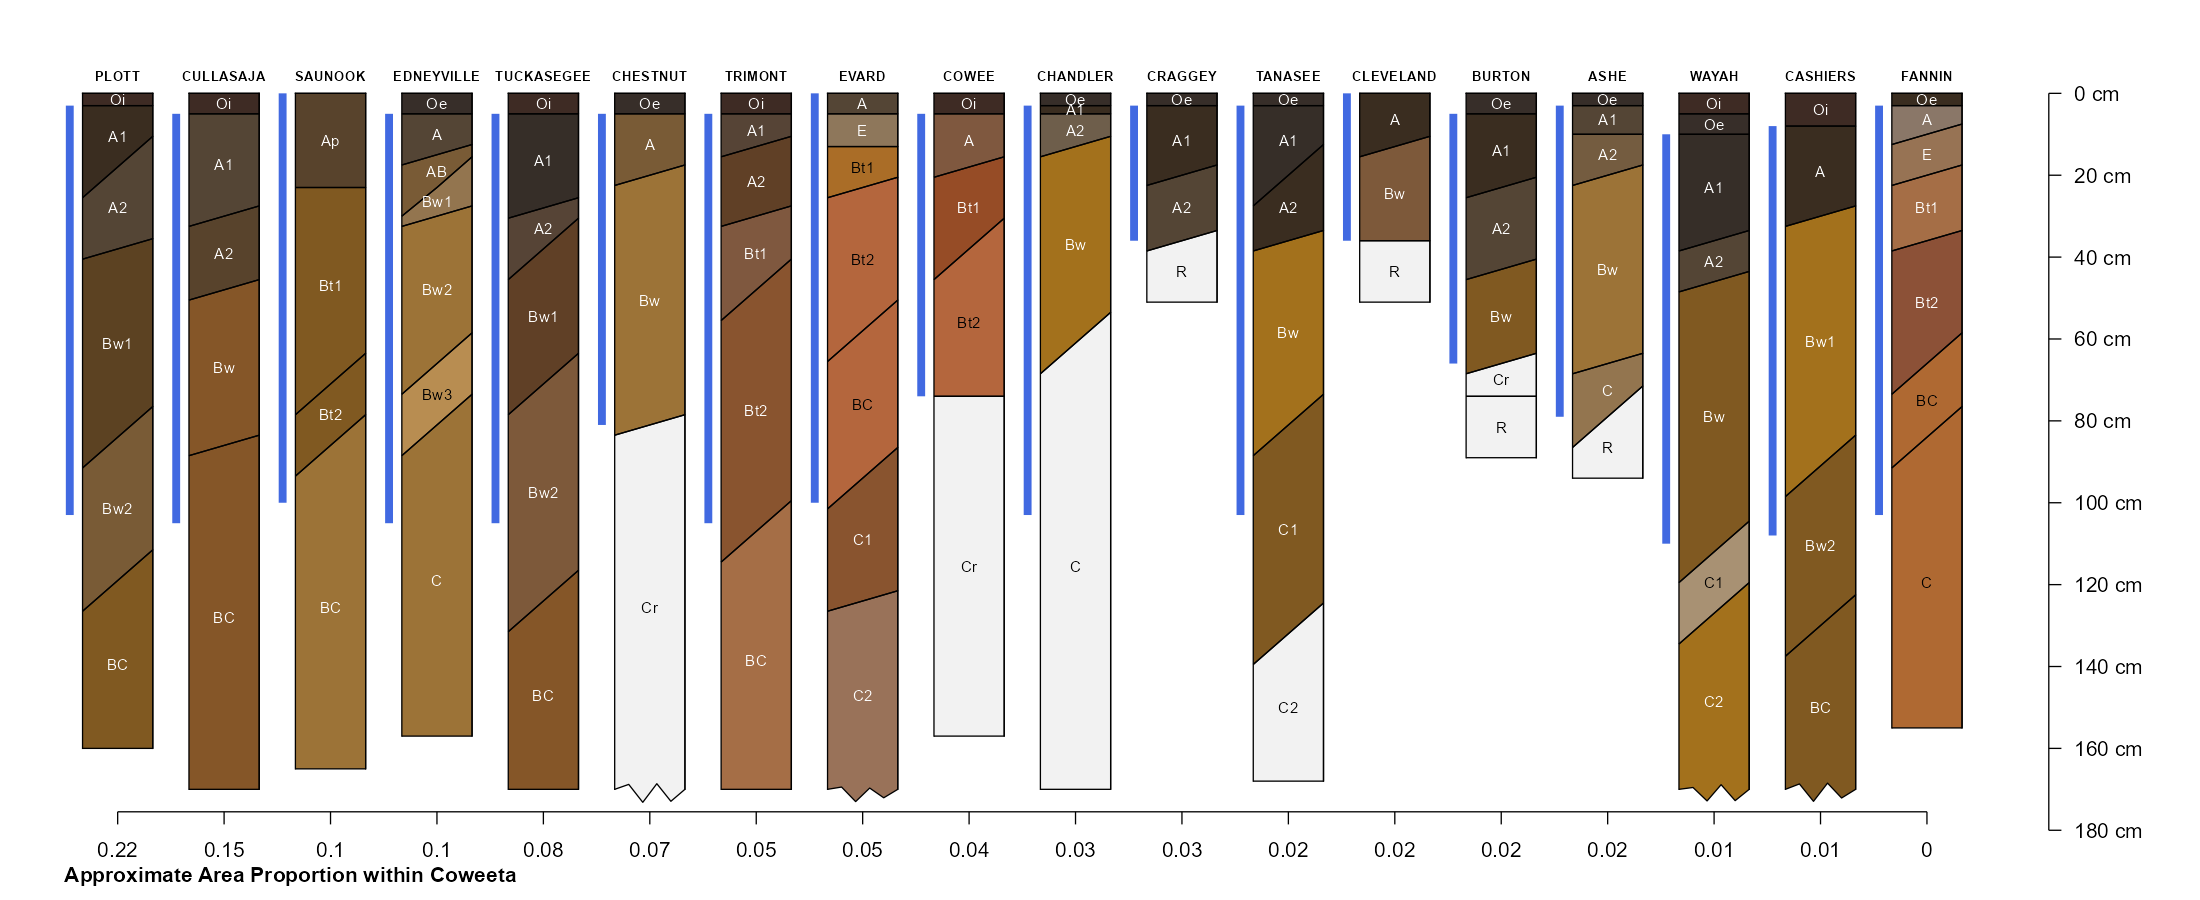 PLOTT CULLASAJA SAUNOOK EDNEYVILLE TUCKASEGEE CHESTNUT TRIMONT EVARD COWEE CHANDLER CRAGGEY TANASEE CLEVELAND BURTON ASHE WAYAH CASHIERS FANNIN
Oi
A1
A2
Bw1
Bw2
BC
Oi
A1
A2
Bw
BC
Ap
Bt1
Bt2
BC
Oe
A
AB
Bw1
Bw2
Bw3
C
Oi
A1
A2
Bw1
Bw2
BC
Oe
A
Bw
Cr
Oi
A1
A2
Bt1
Bt2
BC
A
E
Bt1
Bt2
BC
C1
C2
Oi
A
Bt1
Bt2
Cr
Oe
A1
A2
Bw
C
Oe
A1
A2
R
Oe
A1
A2
Bw
C1
C2
A
Bw
R
Oe
A1
A2
Bw
Cr
R
Oe
A1
A2
Bw
C
R
Oi
Oe
A1
A2
Bw
C1
C2
Oi
A
Bw1
Bw2
BC
Oe
A
E
Bt1
Bt2
BC
C
0 cm
20 cm
40 cm
60 cm
80 cm
100 cm
120 cm
140 cm
160 cm
180 cm
0.22 0.15 0.1 0.1 0.08 0.07 0.05 0.05 0.04 0.03 0.03 0.02 0.02 0.02 0.02 0.01 0.01 0
Approximate Area Proportion within Coweeta